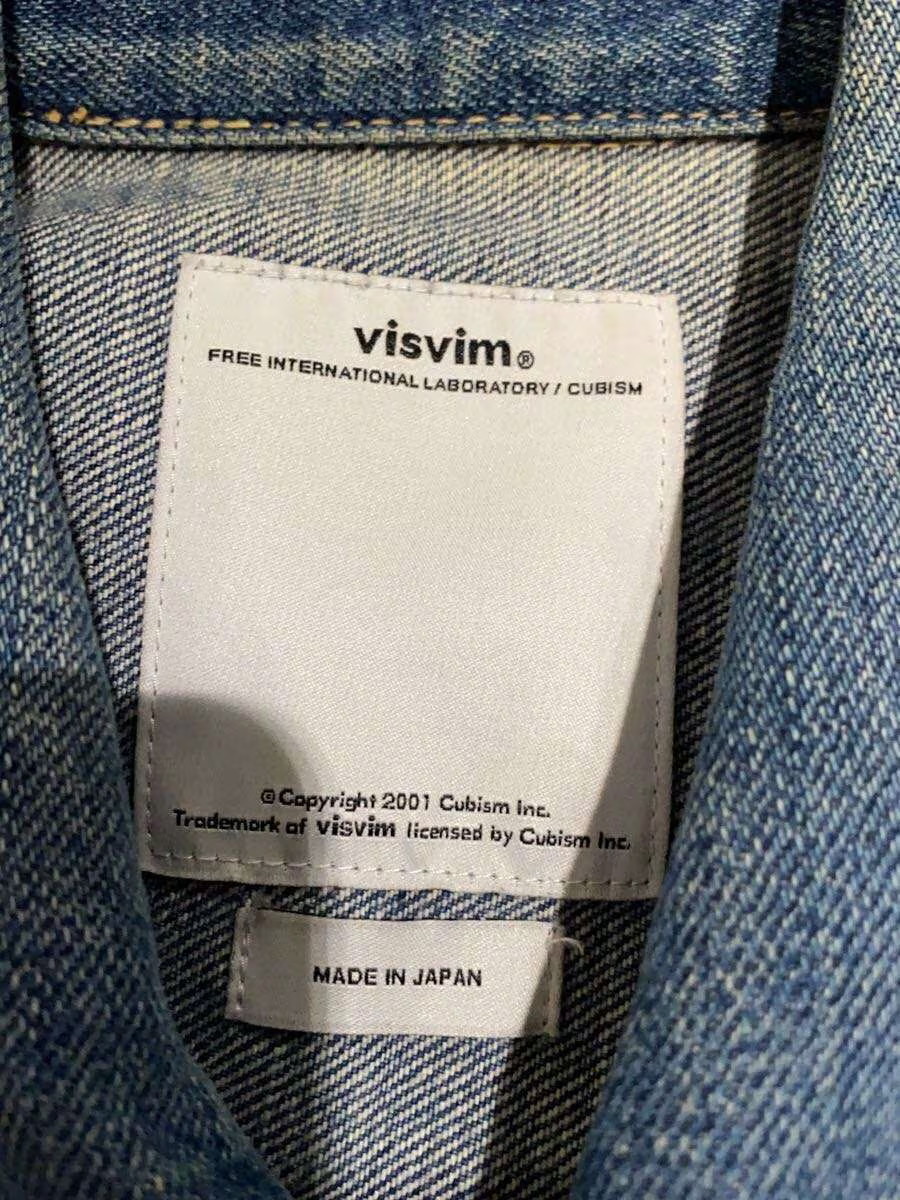 visvim®
FREE INTERNATIONAL LABORATORY / CUBISM
© Copyright 2001 Cubism Inc.
Trademark of visvim licensed by Cubism Inc.
MADE IN JAPAN